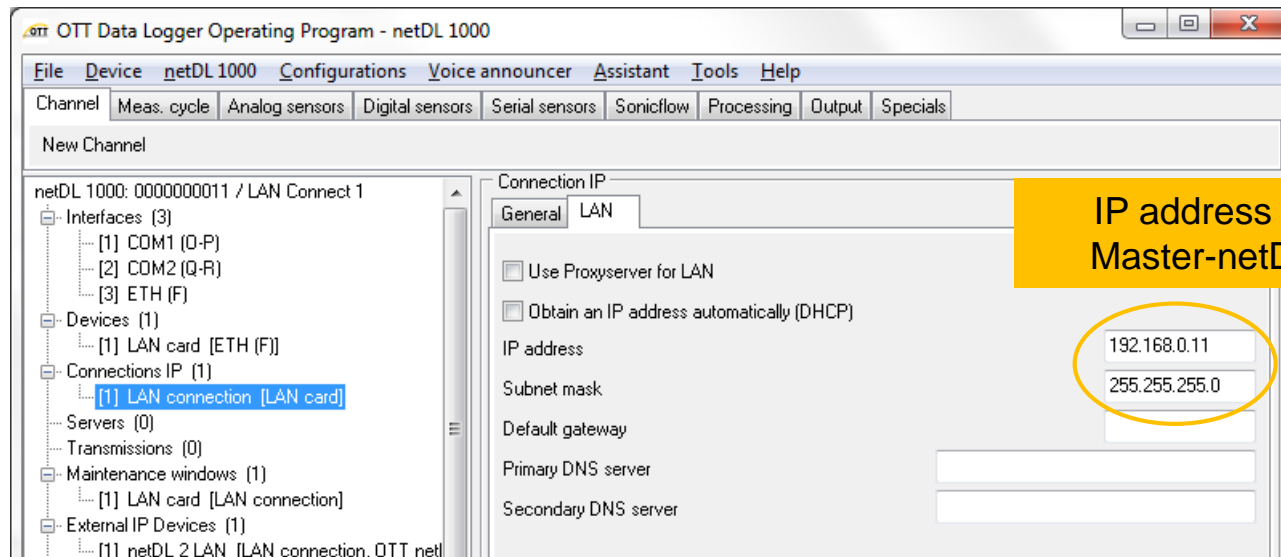 OTT OTT Data Logger Operating Program - netDL 1000
File Device netDL 1000 Configurations Voice announcer Assistant Tools Help
Channel Meas. cycle Analog sensors Digital sensors Serial sensors Sonicflow Processing Output Specials
New Channel
netDL 1000: 0000000011 / LAN Connect 1
Interfaces (3)
[1] COM1 (O-P)
[2] COM2 (Q-R)
[3] ETH (F)
Devices (1)
[1] LAN card [ETH (F)]
Connections IP (1)
[1] LAN connection [LAN card]
Servers (0)
Transmissions (0)
Maintenance windows (1)
[1] LAN card [LAN connection]
External IP Devices (1)
[1] netDL 2 LAN [LAN connection, OTT
Connection IP
General LAN
IP address
Master-netD
Use Proxyserver for LAN
Obtain an IP address automatically (DHCP)
IP address 192.168.0.11
Subnet mask 255.255.255.0
Default gateway
Primary DNS server
Secondary DNS server